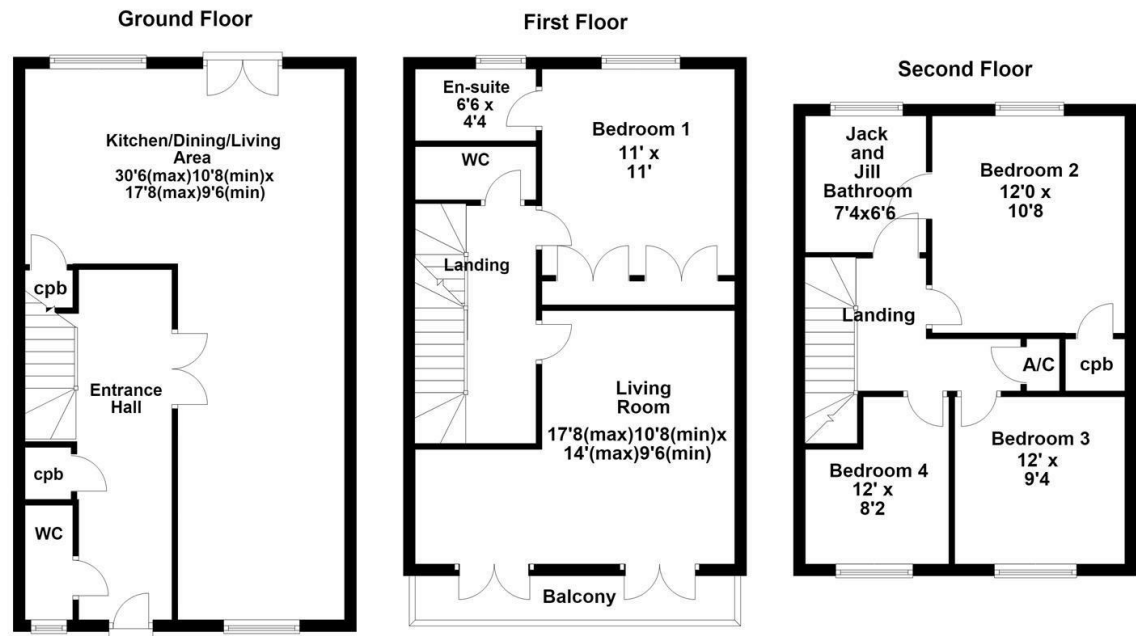 Ground Floor
Kitchen/Dining/Living
Area
30'6(max)10'8(min)x
17'8(max)9'6(min)
cpb
Entrance
Hall
cpb
WC
First Floor
En-suite
6'6 x
4'4
Bedroom 1
11' x
11'
WC
Landing
Living
Room
17'8(max)10'8(min)x
14'(max)9'6(min)
Balcony
Second Floor
Jack
and
Jill
Bathroom
7'4x6'6
Bedroom 2
12'0 x
10'8
Landing
A/C
cpb
Bedroom 4
12' x
8'2
Bedroom 3
12' x
9'4